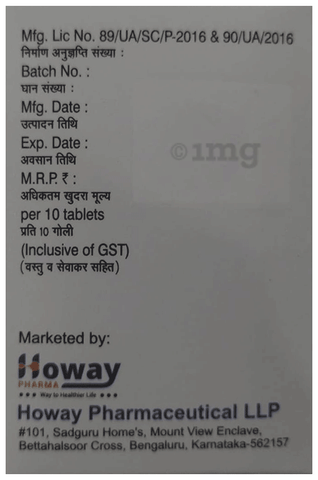 Mfg. Lic No. 89/UA/SC/P-2016 & 90/UA/2016
निर्माण अनुज्ञप्ति संख्या :
Batch No. :
घान संख्या :
Mfg. Date :
उत्पादन तिथि
Exp. Date :
अवसान तिथि
M.R.P. ₹ :
अधिकतम खुदरा मूल्य
per 10 tablets
प्रति 10 गोली
(Inclusive of GST)
(वस्तु व सेवाकर सहित)
©1mg
Marketed by:
Howay
PHARMA
Way to Healthier Life
Howay Pharmaceutical LLP
#101, Sadguru Home's, Mount View Enclave,
Bettahalsoor Cross, Bengaluru, Karnataka-562157